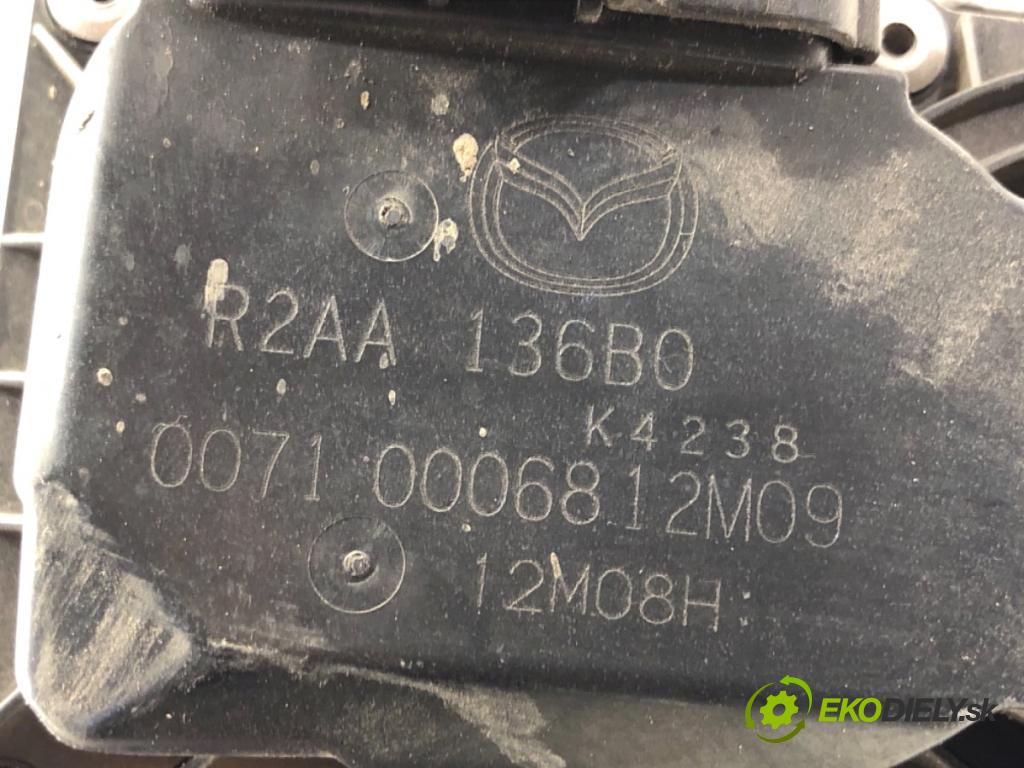 R2AA 136B0
K4238
0071 0006812M09
12M08H
EKODIELY.sk